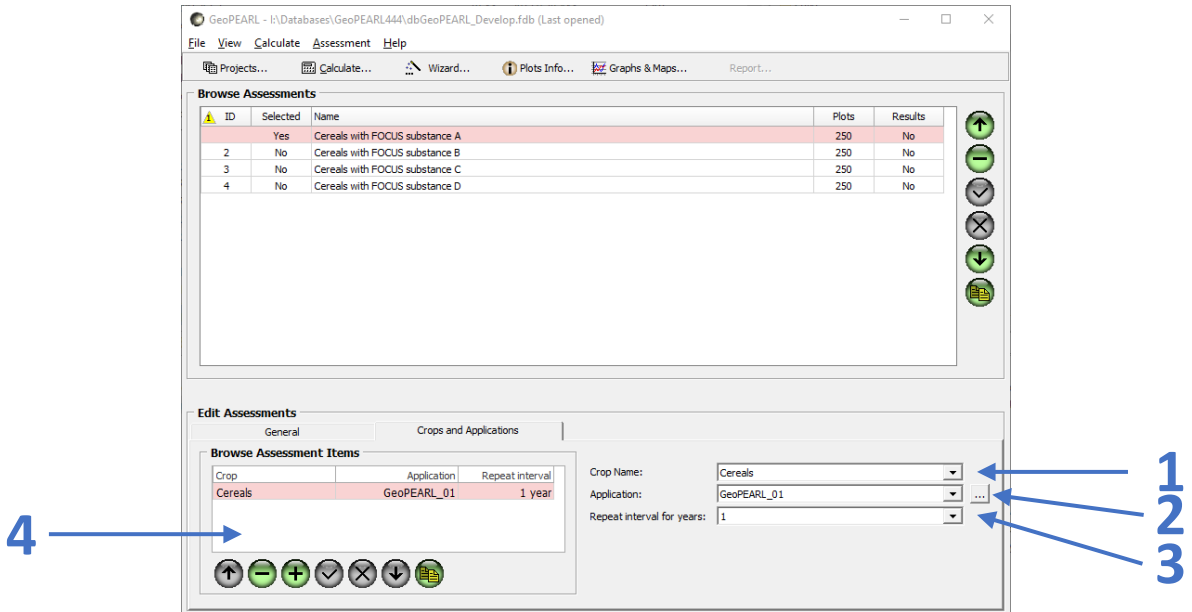 GeoPEARL - I:\Databases\GeoPEARL444\dbGeoPEARL_Develop.fdb (Last opened)
File View Calculate Assessment Help
Projects... Calculate... Wizard... Plots Info... Graphs & Maps... Report...
Browse Assessments
ID Selected Name Plots Results
Yes Cereals with FOCUS substance A 250 No
2 No Cereals with FOCUS substance B 250 No
3 No Cereals with FOCUS substance C 250 No
4 No Cereals with FOCUS substance D 250 No
Edit Assessments
General Crops and Applications
Browse Assessment Items
Crop Application Repeat interval
Cereals GeoPEARL_01 1 year
Crop Name: Cereals
Application: GeoPEARL_01 ...
Repeat interval for years: 1
1
2
3
4